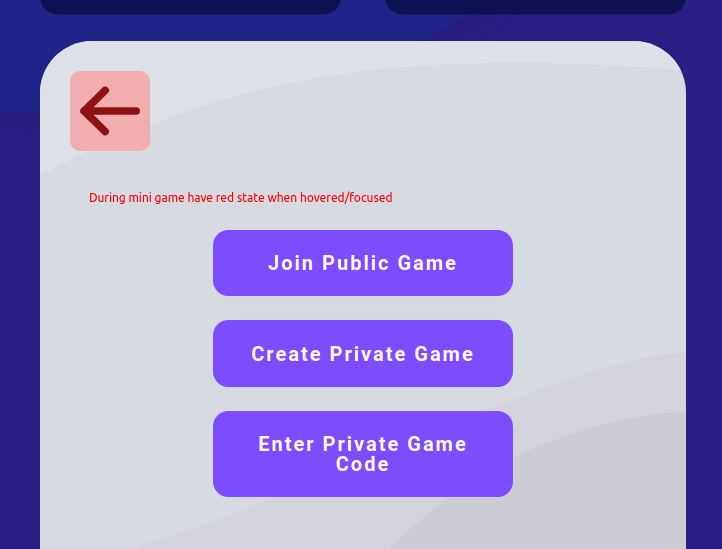 During mini game have red state when hovered/focused
Join Public Game
Create Private Game
Enter Private Game
Code